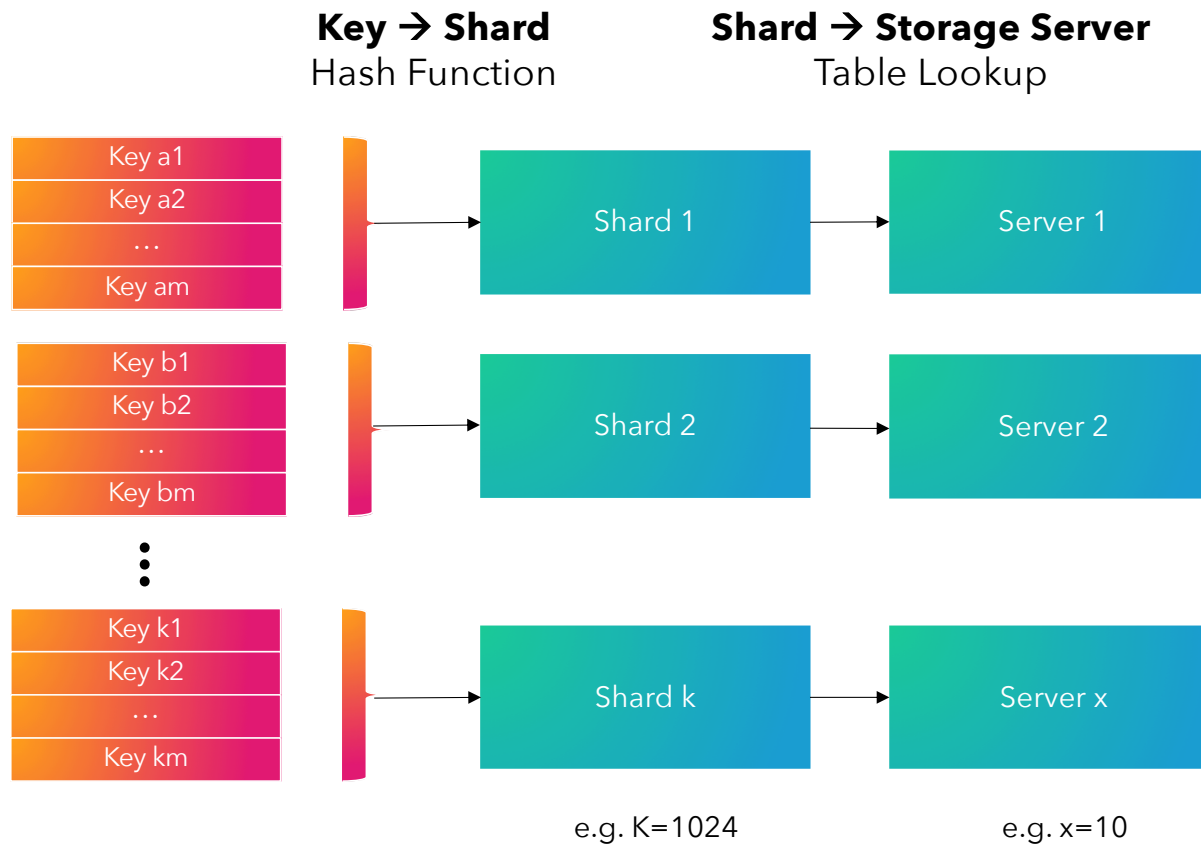 Key → Shard
Hash Function
Shard → Storage Server
Table Lookup
Key a1
Key a2
...
Key am
Shard 1
Server 1
Key b1
Key b2
...
Key bm
Shard 2
Server 2
Key k1
Key k2
...
Key km
Shard k
Server x
e.g. K=1024
e.g. x=10